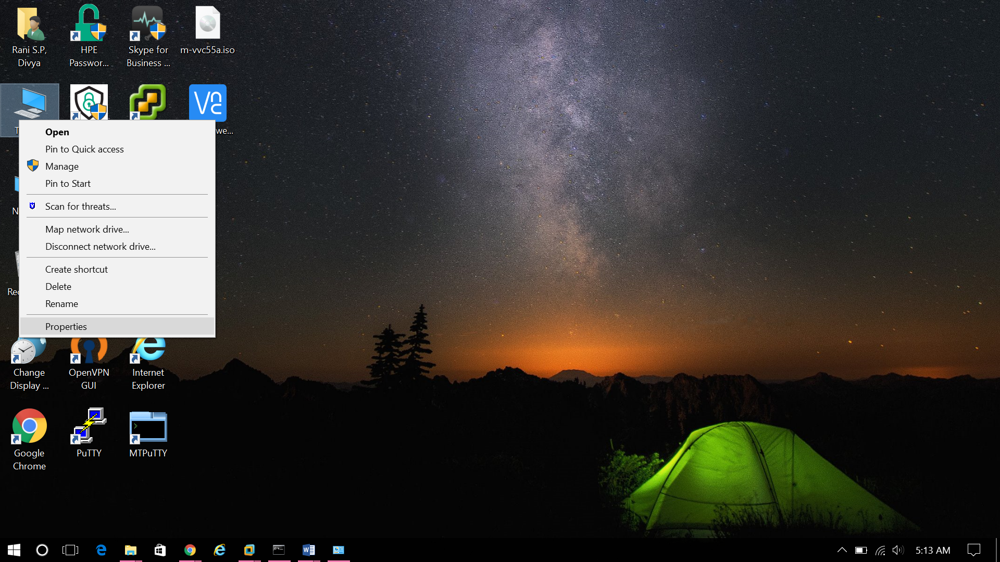 Rani S.P,
Divya
HPE
Passwor...
Skype for
Business ...
m-vvc55a.iso
Open
Pin to Quick access
Manage
Pin to Start
Scan for threats...
Map network drive...
Disconnect network drive...
Create shortcut
Delete
Rename
Properties
Change
Display ...
OpenVPN
GUI
Internet
Explorer
Google
Chrome
PuTTY
MTPuTTY
5:13 AM